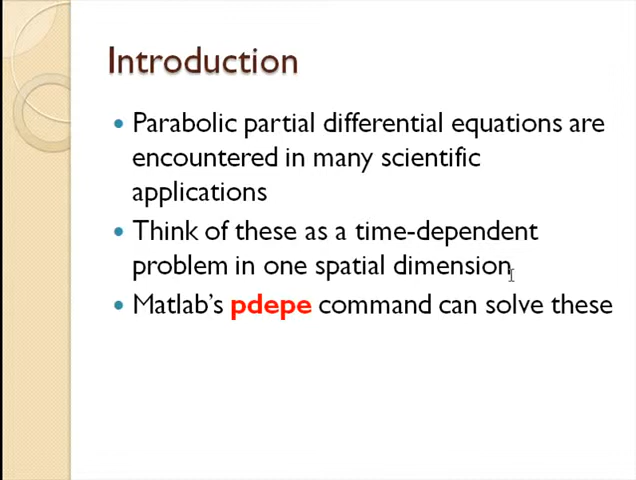 Introduction
• Parabolic partial differential equations are
encountered in many scientific
applications
• Think of these as a time-dependent
problem in one spatial dimension
• Matlab's pdepe command can solve these